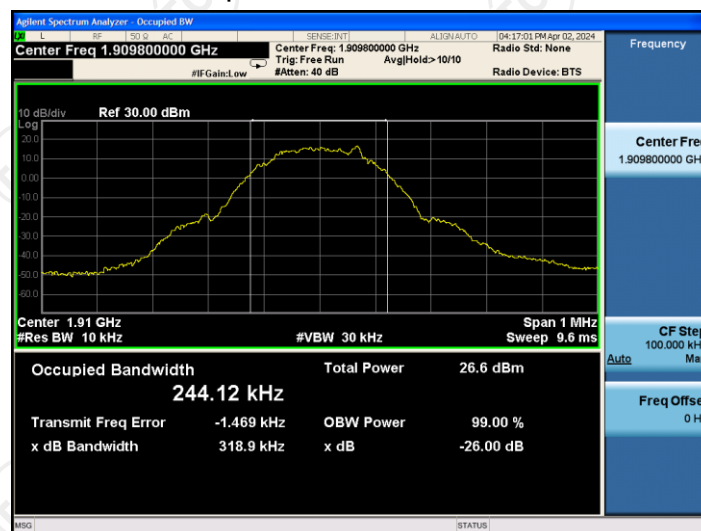 Agilent Spectrum Analyzer - Occupied BW
L RF 50 Ω AC SENSE:INT ALIGN AUTO 04:17:01 PM Apr 02, 2024
Center Freq 1.909800000 GHz
Center Freq: 1.909800000 GHz
Radio Std: None
Trig: Free Run Avg|Hold:> 10/10
#IFGain:Low
#Atten: 40 dB
Radio Device: BTS
10 dB/div Ref 30.00 dBm
Log
20.0
10.0
0.00
-10.0
-20.0
-30.0
-40.0
-50.0
-60.0
Center 1.91 GHz Span 1 MHz
#Res BW 10 kHz #VBW 30 kHz Sweep 9.6 ms
Occupied Bandwidth Total Power 26.6 dBm
244.12 kHz
Transmit Freq Error -1.469 kHz OBW Power 99.00 %
x dB Bandwidth 318.9 kHz x dB -26.00 dB
MSG STATUS
Frequency
Center Fre
1.909800000 GH
CF Step
100.000 kH
Auto Ma
Freq Offse
0 H